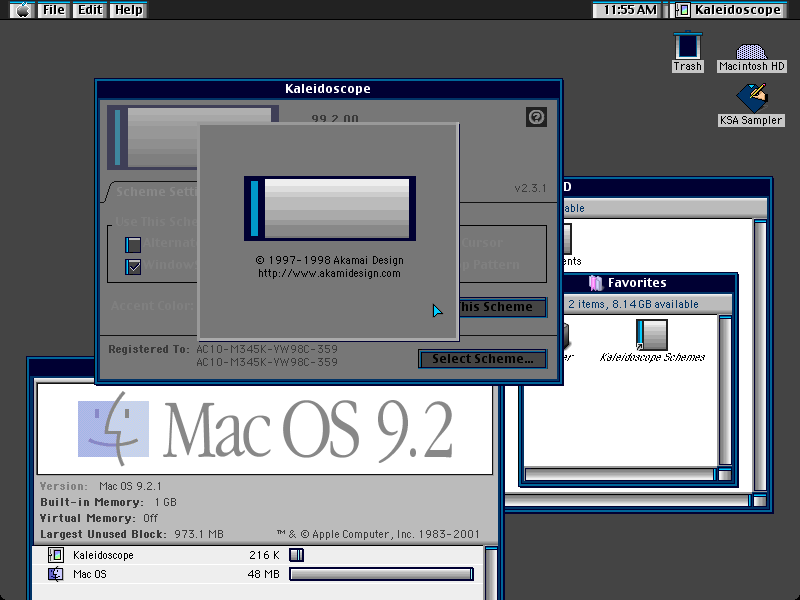 File Edit Help
11:55 AM Kaleidoscope
Trash
Macintosh HD
KSA Sampler
Kaleidoscope
99.2.00
v2.3.1
Scheme Setti
Use This Sche
Alternat
Window
Cursor
p Pattern
Accent Color:
his Scheme
© 1997-1998 Akamai Design
http://www.akamidesign.com
Registered To: AC10-M345K-YW98C-359
AC10-M345K-YW98C-359
Select Scheme...
D
able
ents
Favorites
2 items, 8.14 GB available
er
Kaleidoscope Schemes
Mac OS 9.2
Version: Mac OS 9.2.1
Built-in Memory: 1 GB
Virtual Memory: Off
Largest Unused Block: 973.1 MB
™ & © Apple Computer, Inc. 1983-2001
Kaleidoscope 216 K
Mac OS 48 MB